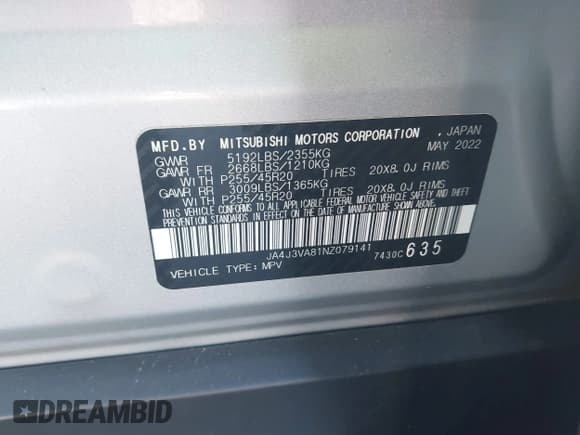 MFD.BY MITSUBISHI MOTORS CORPORATION . JAPAN
MAY 2022
GVWR 5192LBS/2355KG
GAWR FR 2668LBS/1210KG
WITH P255/45R20 TIRES 20X8.0J RIMS
GAWR RR 3009LBS/1365KG
WITH P255/45R20 TIRES 20X8.0J RIMS
THIS VEHICLE CONFORMS TO ALL APPLICABLE FEDERAL MOTOR VEHICLE SAFETY AND THEFT
PREVENTION STANDARDS IN EFFECT ON THE DATE OF MANUFACTURE SHOWN ABOVE.
JA4J3VA81NZ079141 7430C 635
VEHICLE TYPE:MPV
DREAMBID